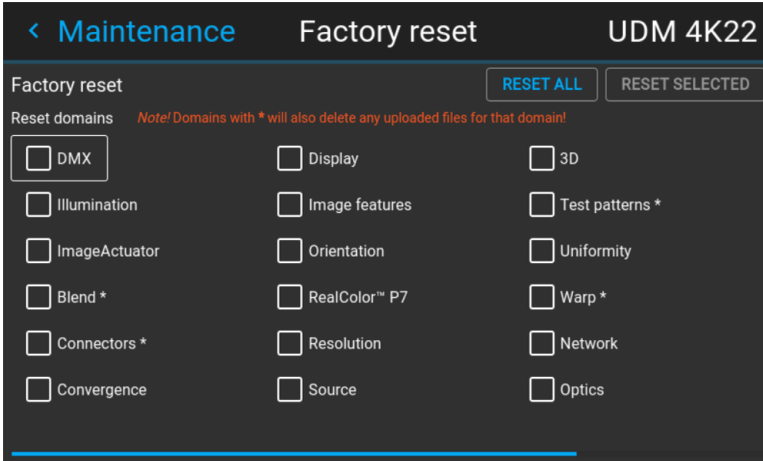 Maintenance Factory reset UDM 4K22
Factory reset RESET ALL RESET SELECTED
Reset domains Note! Domains with * will also delete any uploaded files for that domain!
DMX Display 3D
Illumination Image features Test patterns *
ImageActuator Orientation Uniformity
Blend * RealColor™ P7 Warp *
Connectors * Resolution Network
Convergence Source Optics